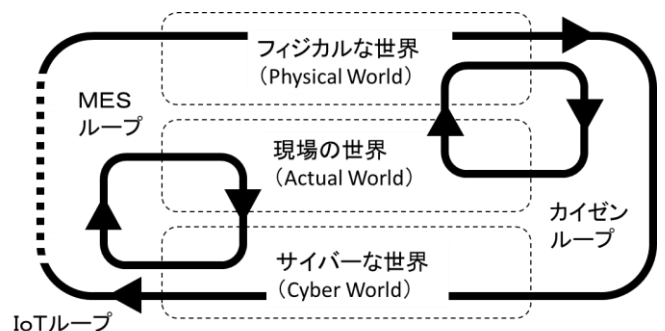 フィジカルな世界
（Physical World）
MES
ループ
現場の世界
（Actual World）
カイゼン
ループ
サイバーな世界
（Cyber World）
IoTループ